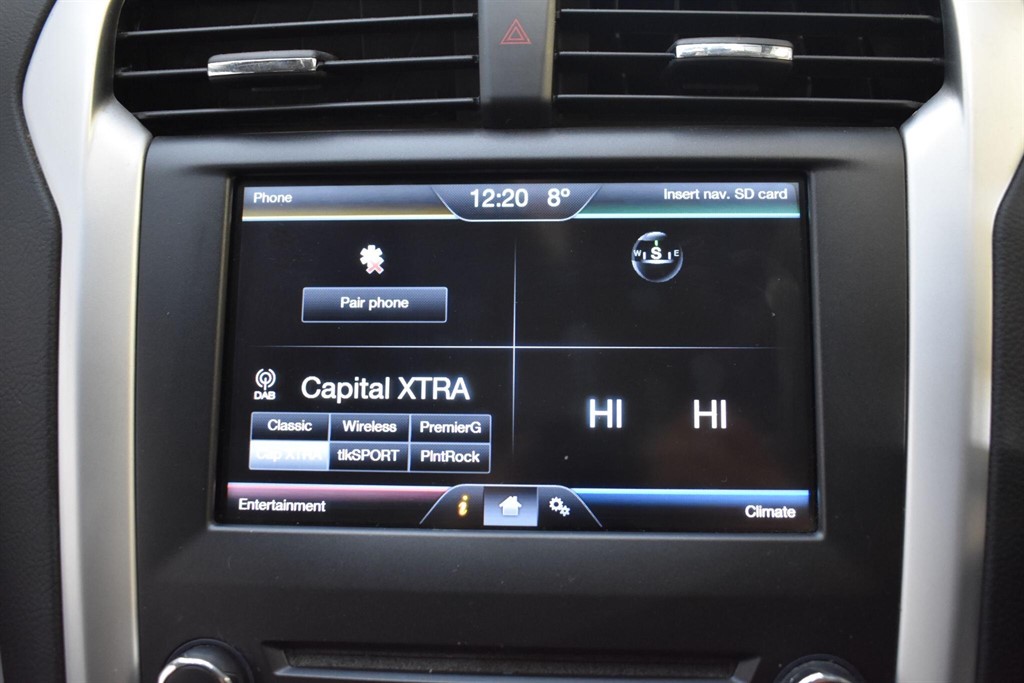 Phone
12:20 8°
Insert nav. SD card
Pair phone
W S E
DAB
Capital XTRA
Classic Wireless PremierG
Cap XTRA tlkSPORT PlntRock
HI HI
Entertainment
i
Climate